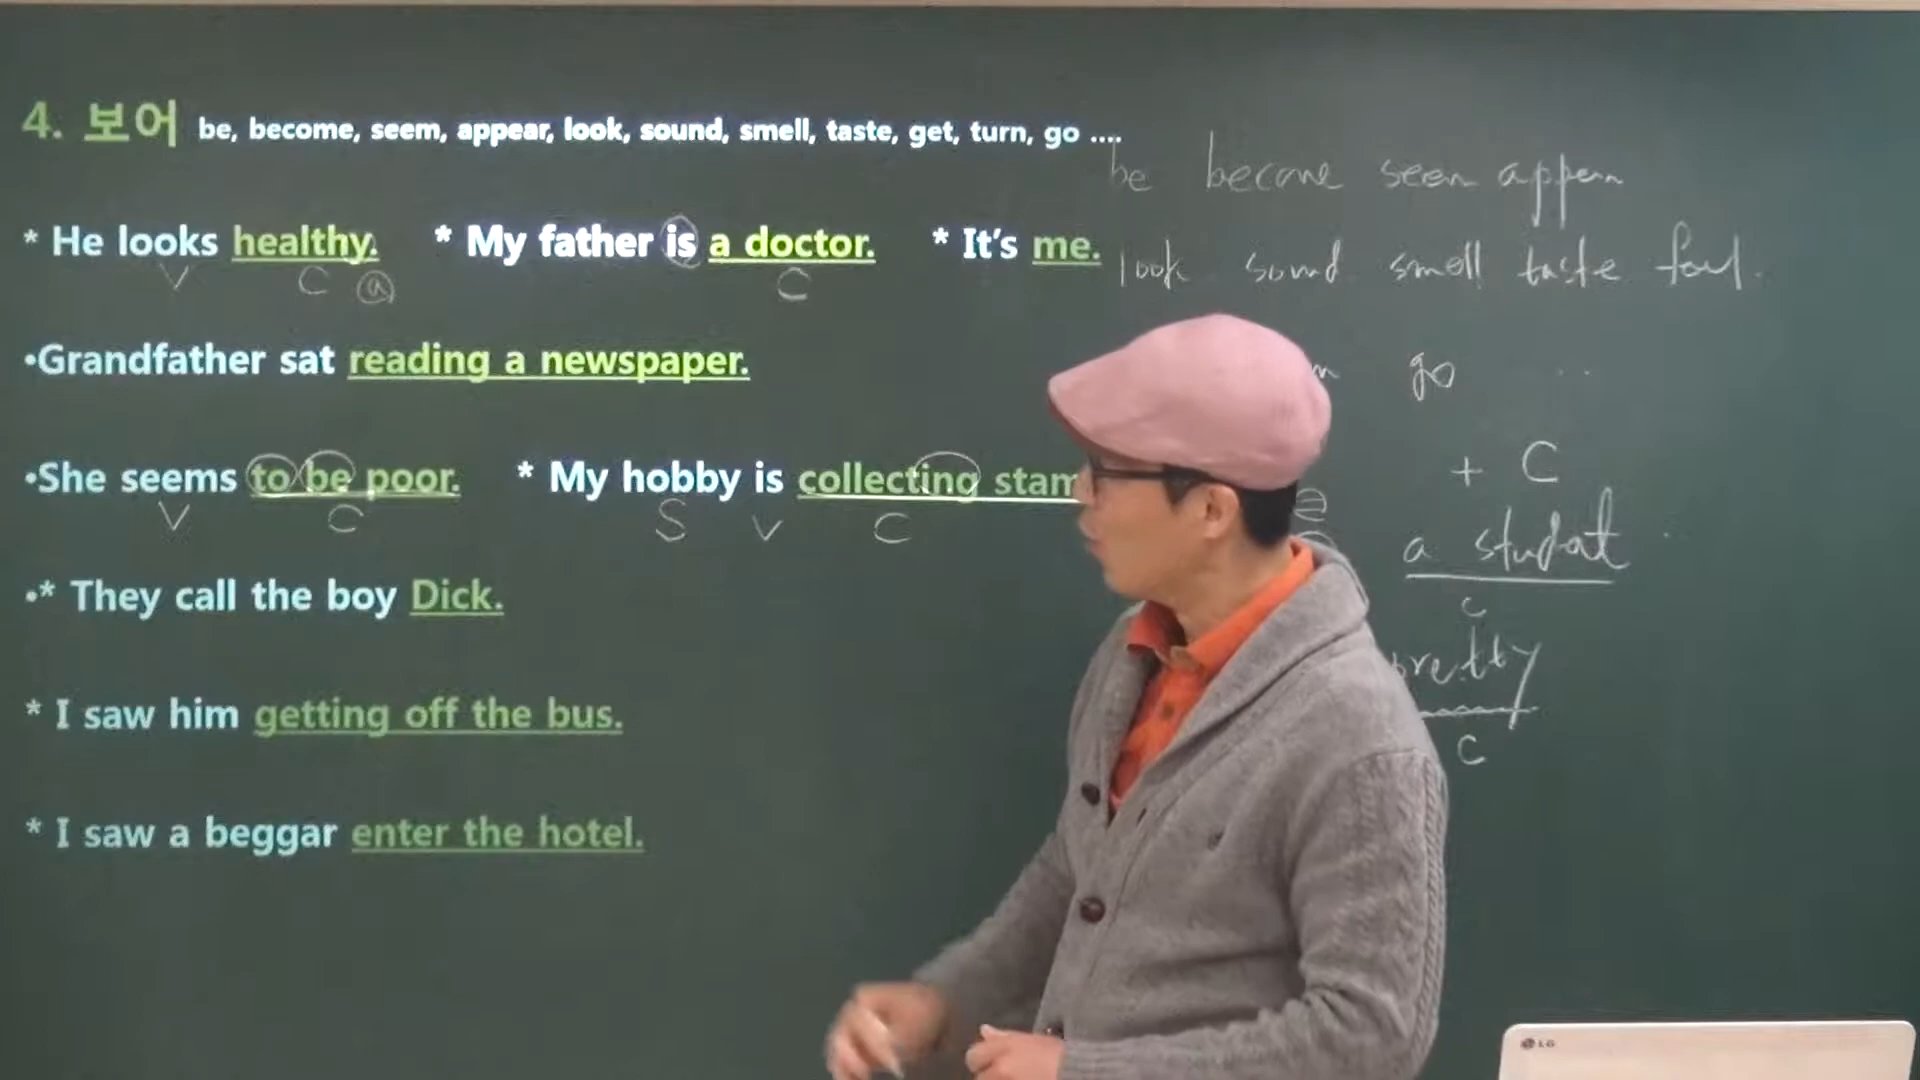 4. 보어 be, become, seem, appear, look, sound, smell, taste, get, turn, go ....
be become seem appear
* He looks healthy. * My father is a doctor. * It's me.
look sound smell taste feel.
V C a C
•Grandfather sat reading a newspaper.
go ..
•She seems to be poor. * My hobby is collecting stam
+ C
V C S V C
a student
C
•* They call the boy Dick.
pretty
C
* I saw him getting off the bus.
* I saw a beggar enter the hotel.
LG